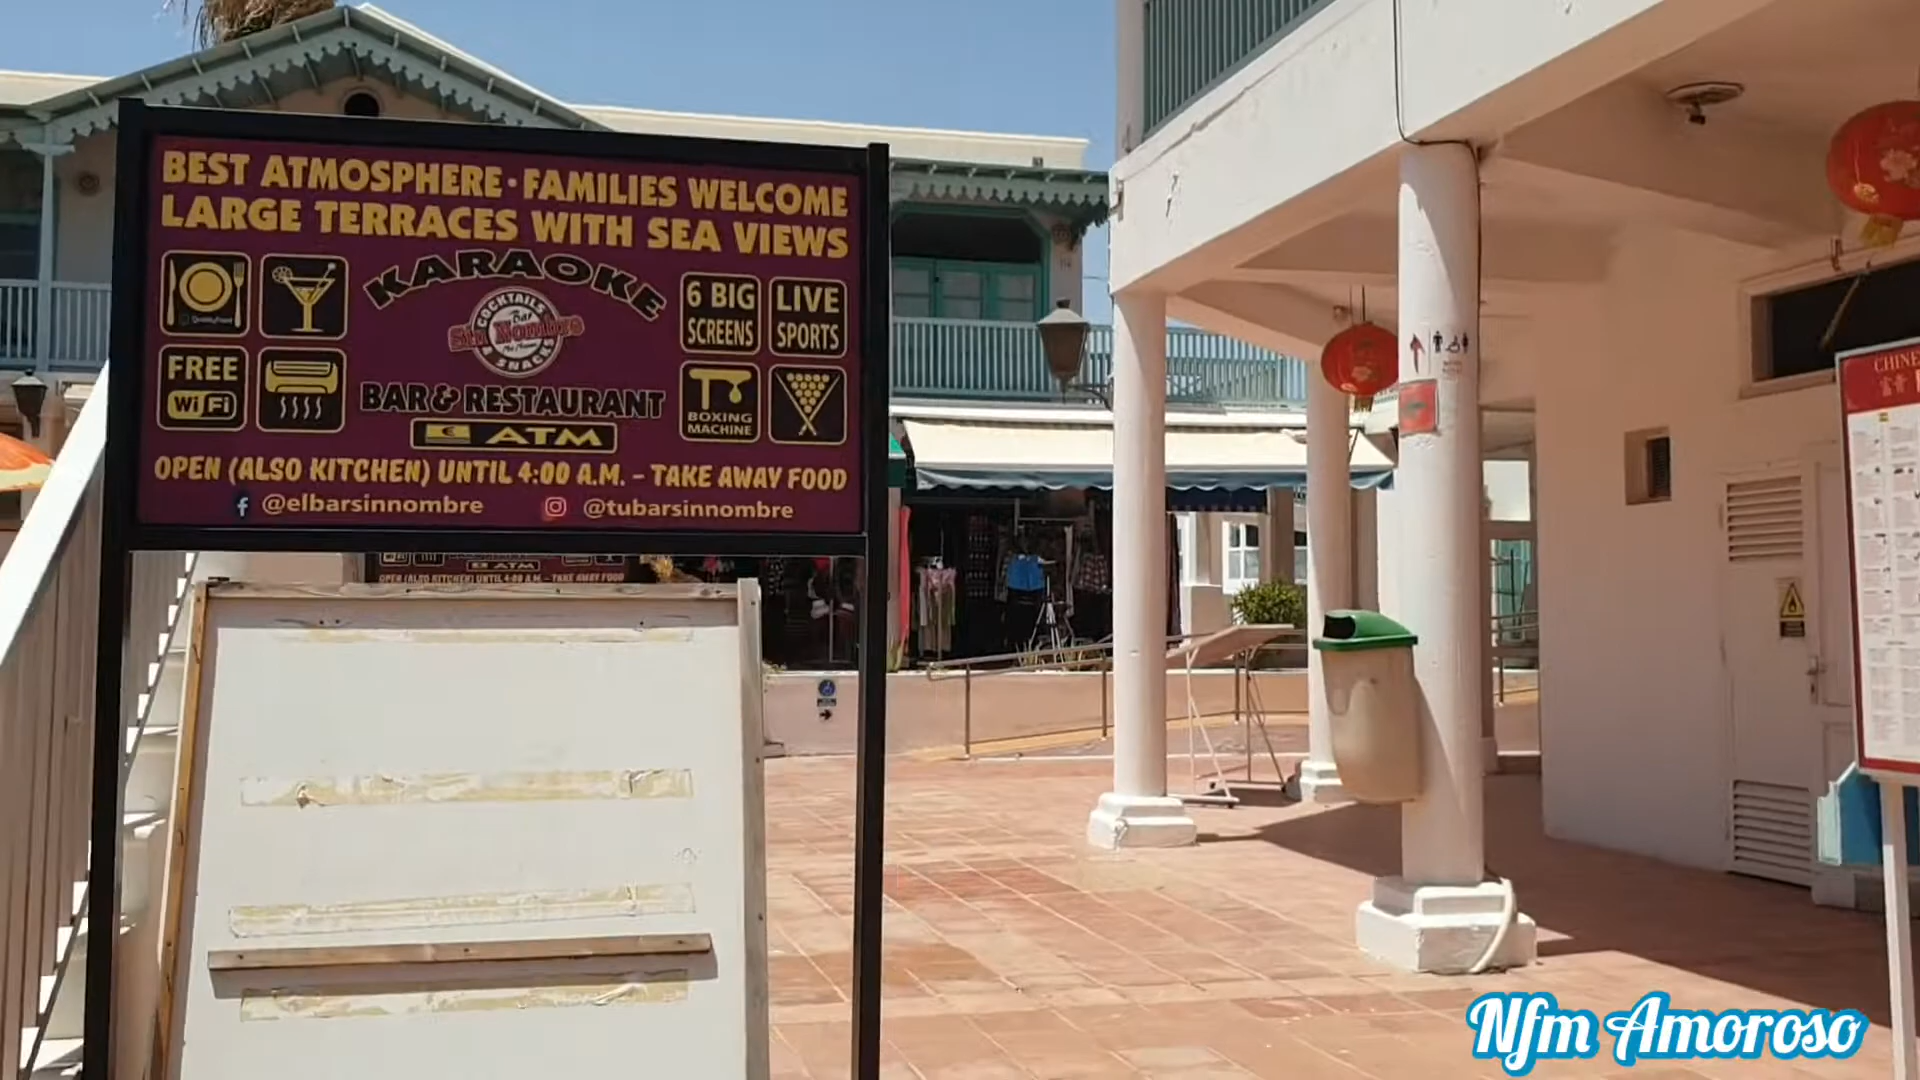 BEST ATMOSPHERE · FAMILIES WELCOME
LARGE TERRACES WITH SEA VIEWS
KARAOKE
COCKTAILS
Bar
Sin Nombre
& SNACKS
BAR & RESTAURANT
€ ATM
FREE
WiFi
6 BIG
SCREENS
LIVE
SPORTS
BOXING
MACHINE
OPEN (ALSO KITCHEN) UNTIL 4:00 A.M. – TAKE AWAY FOOD
@elbarsinnombre
@tubarsinnombre
ATM
OPEN (ALSO KITCHEN) UNTIL 4:00 A.M. – TAKE AWAY FOOD
Nfm Amoroso